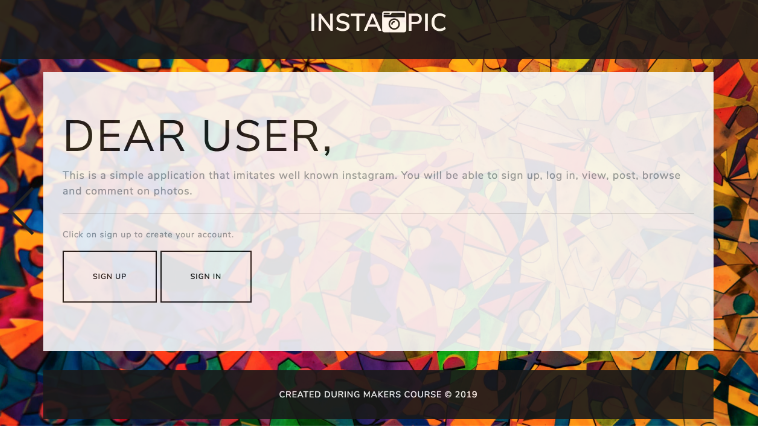 INSTA PIC
DEAR USER,
This is a simple application that imitates well known instagram. You will be able to sign up, log in, view, post, browse
and comment on photos.
Click on sign up to create your account.
SIGN UP SIGN IN
CREATED DURING MAKERS COURSE © 2019